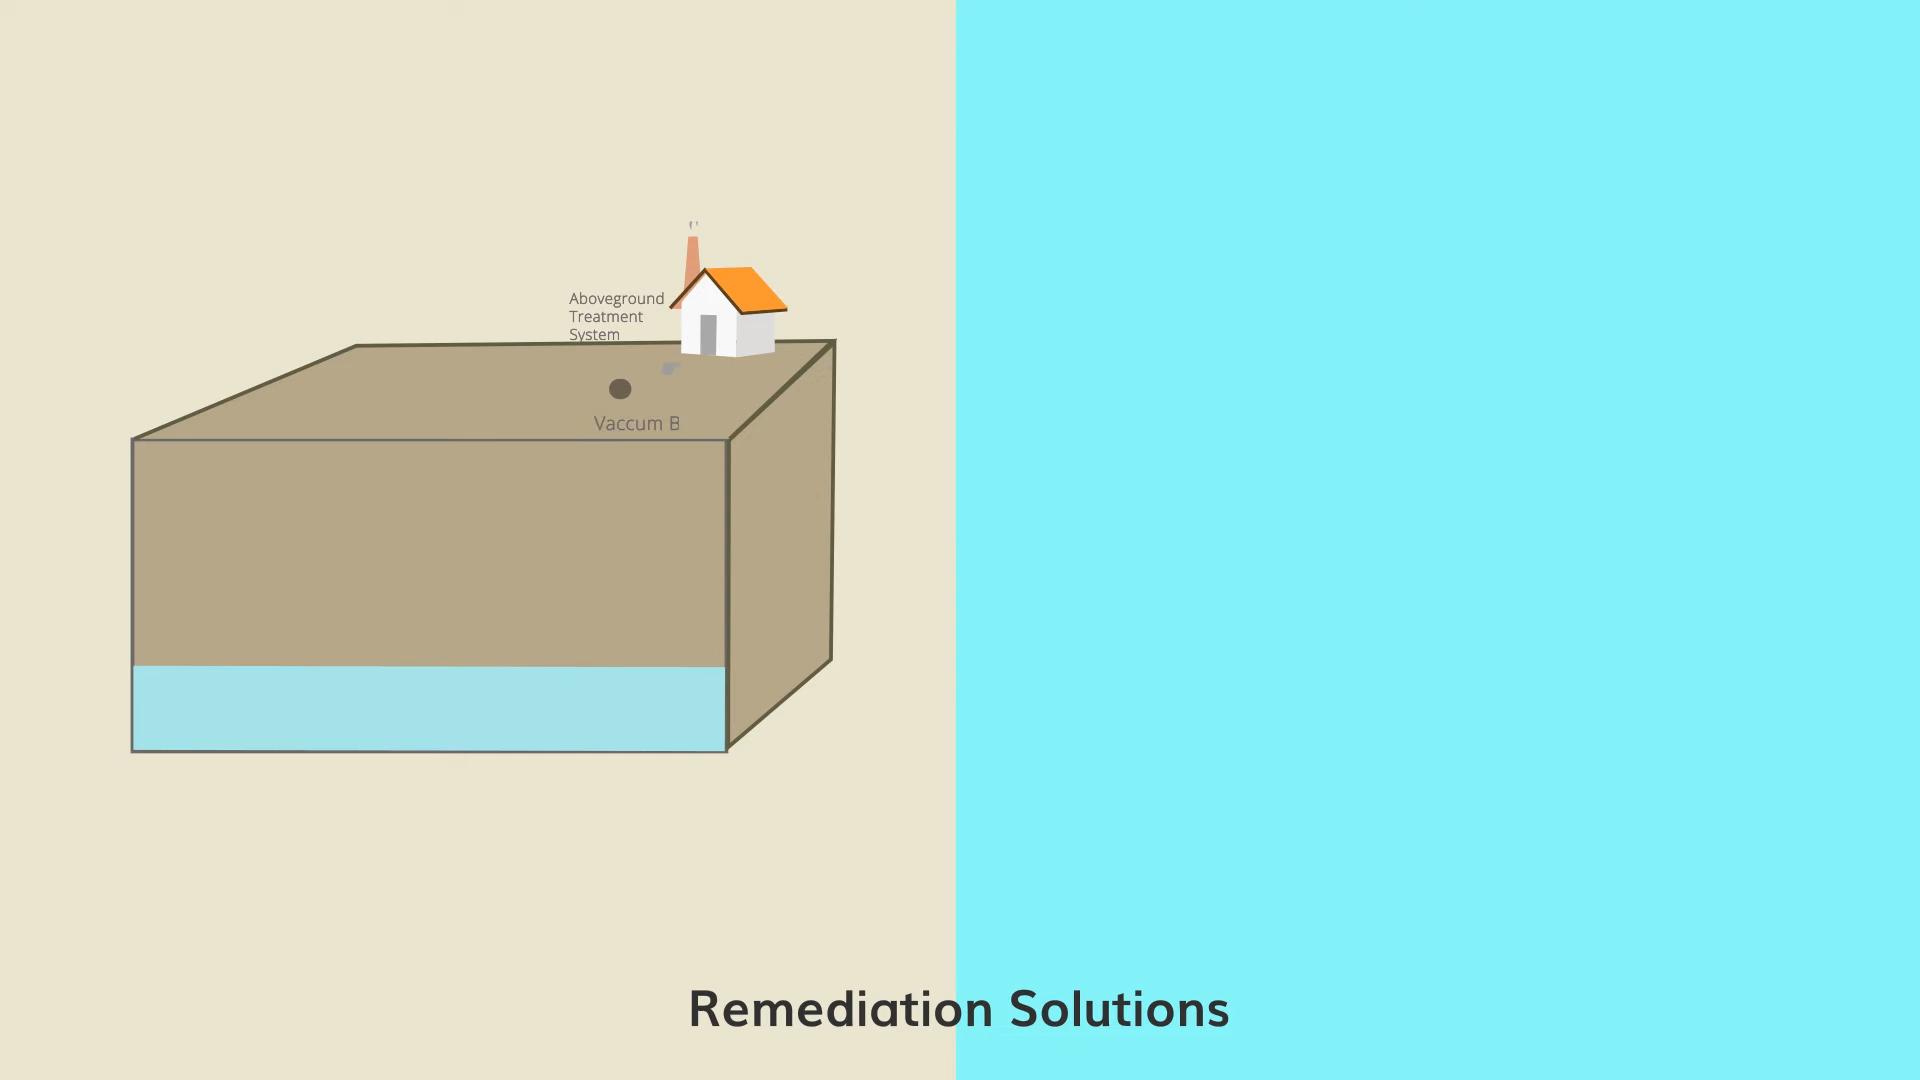 Aboveground
Treatment
System
Vaccum B
Remediation Solutions